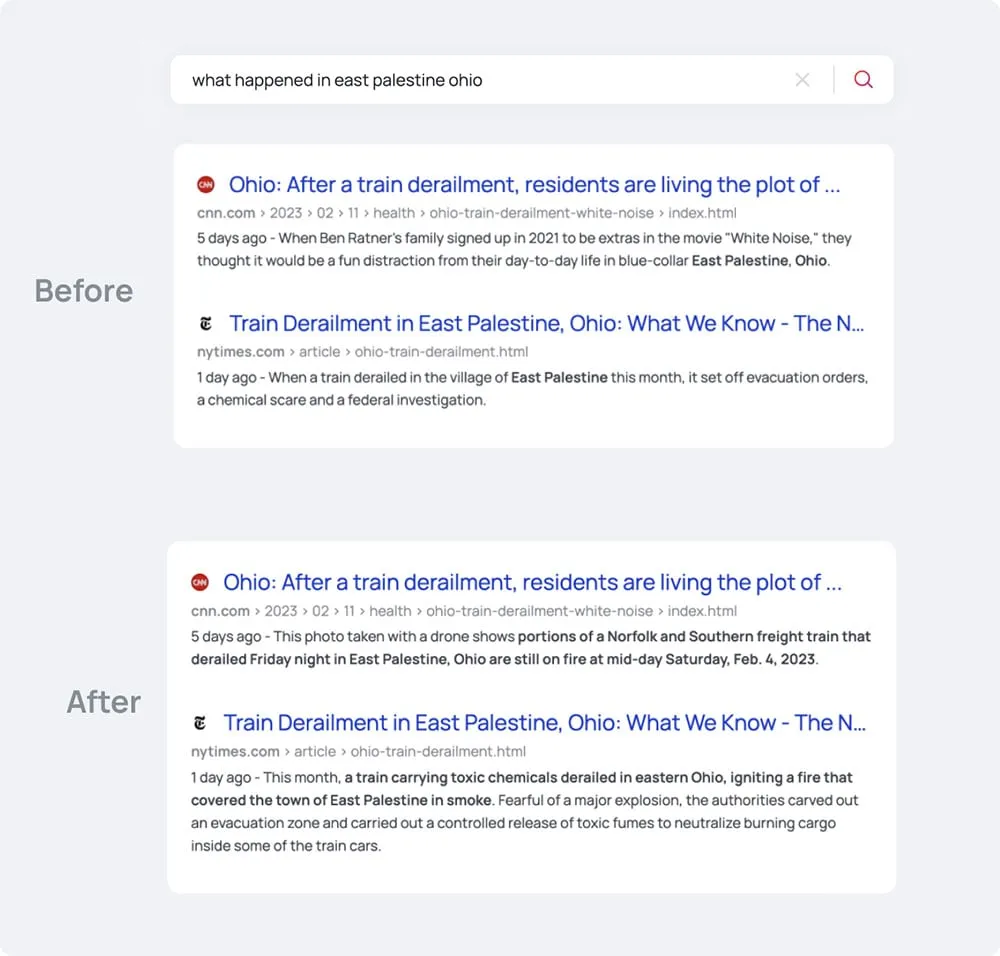 what happened in east palestine ohio
CNN
Ohio: After a train derailment, residents are living the plot of ...
cnn.com › 2023 › 02 › 11 › health › ohio-train-derailment-white-noise › index.html
5 days ago - When Ben Ratner's family signed up in 2021 to be extras in the movie "White Noise," they
thought it would be a fun distraction from their day-to-day life in blue-collar East Palestine, Ohio.
Before
T
Train Derailment in East Palestine, Ohio: What We Know - The N...
nytimes.com › article › ohio-train-derailment.html
1 day ago - When a train derailed in the village of East Palestine this month, it set off evacuation orders,
a chemical scare and a federal investigation.
CNN
Ohio: After a train derailment, residents are living the plot of ...
cnn.com › 2023 › 02 › 11 › health › ohio-train-derailment-white-noise › index.html
5 days ago - This photo taken with a drone shows portions of a Norfolk and Southern freight train that
derailed Friday night in East Palestine, Ohio are still on fire at mid-day Saturday, Feb. 4, 2023.
After
T
Train Derailment in East Palestine, Ohio: What We Know - The N...
nytimes.com › article › ohio-train-derailment.html
1 day ago - This month, a train carrying toxic chemicals derailed in eastern Ohio, igniting a fire that
covered the town of East Palestine in smoke. Fearful of a major explosion, the authorities carved out
an evacuation zone and carried out a controlled release of toxic fumes to neutralize burning cargo
inside some of the train cars.